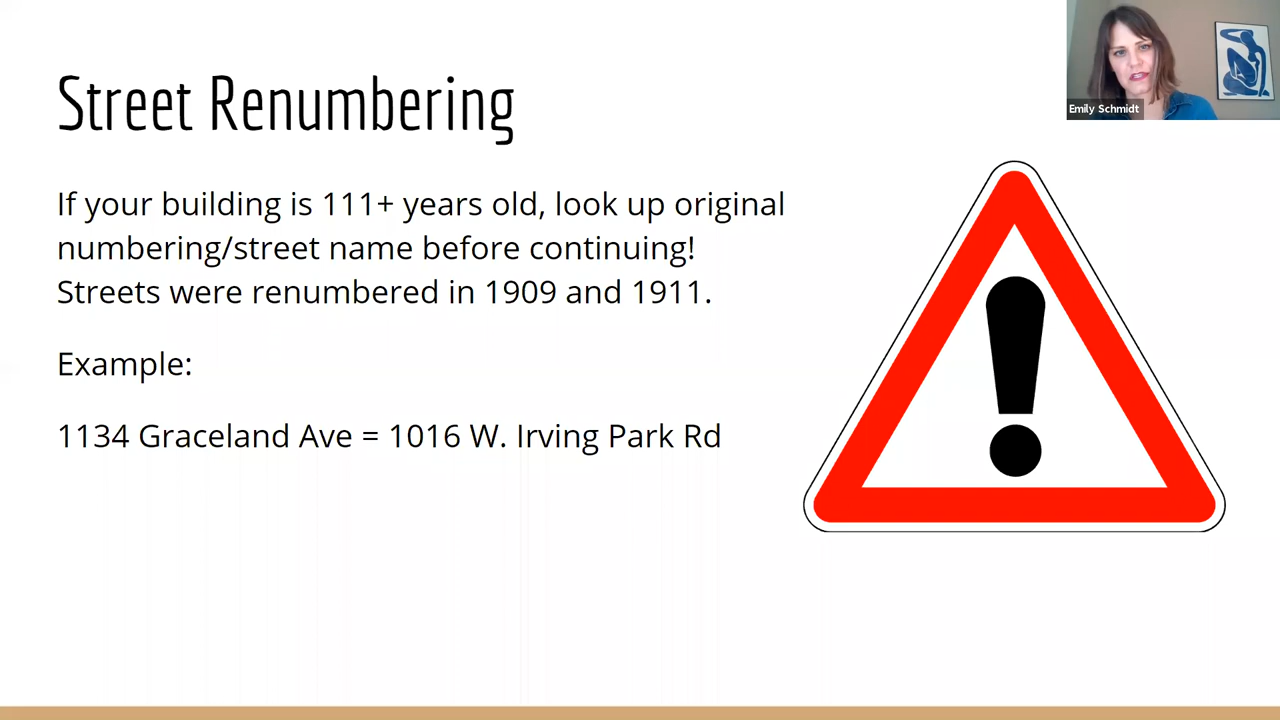 Street Renumbering
Emily Schmidt
If your building is 111+ years old, look up original
numbering/street name before continuing!
Streets were renumbered in 1909 and 1911.
Example:
1134 Graceland Ave = 1016 W. Irving Park Rd